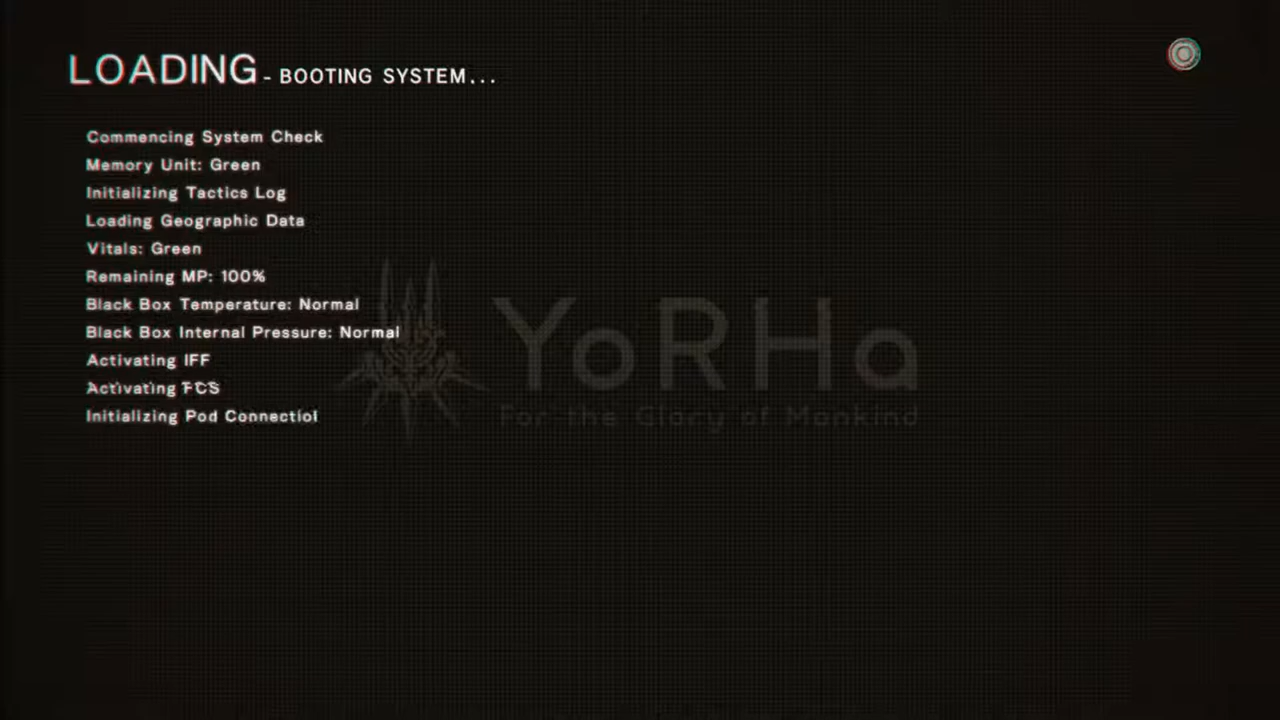 LOADING - BOOTING SYSTEM...
Commencing System Check
Memory Unit: Green
Initializing Tactics Log
Loading Geographic Data
Vitals: Green
Remaining MP: 100%
Black Box Temperature: Normal
Black Box Internal Pressure: Normal
Activating IFF
Activating FCS
Initializing Pod Connectiol
YoRHa
For the Glory of Mankind